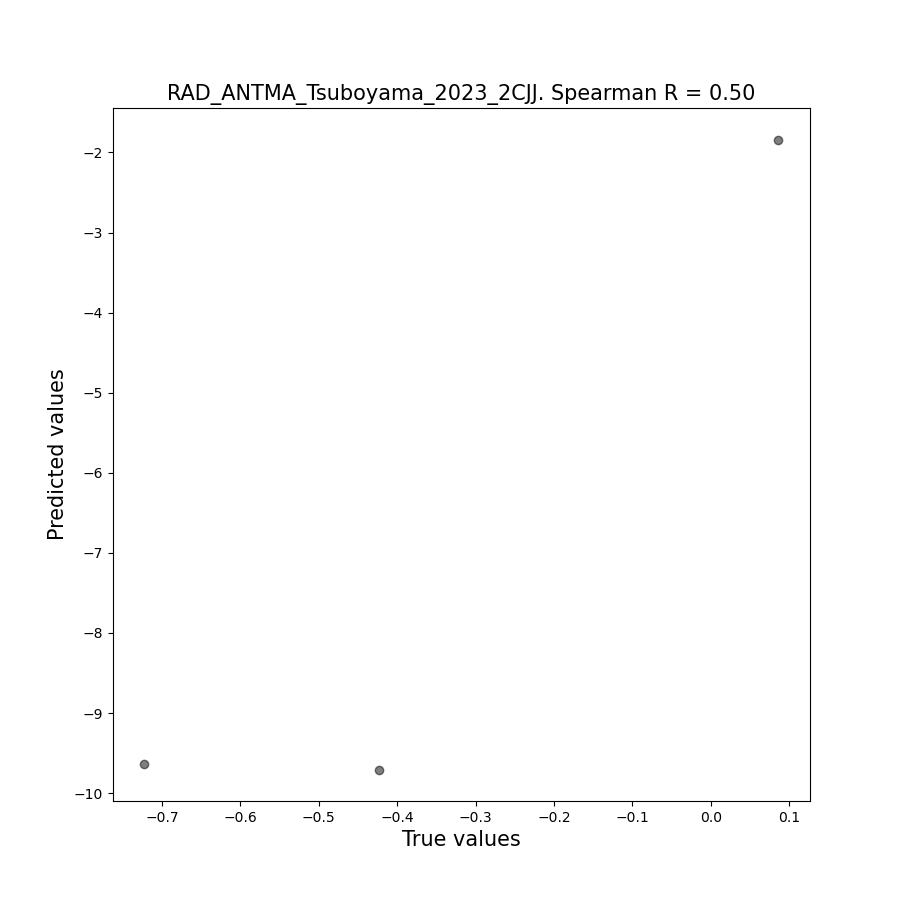 RAD_ANTMA_Tsuboyama_2023_2CJJ. Spearman R = 0.50
−2
−3
−4
−5
−6
−7
−8
−9
−10
Predicted values
−0.7 −0.6 −0.5 −0.4 −0.3 −0.2 −0.1 0.0 0.1
True values